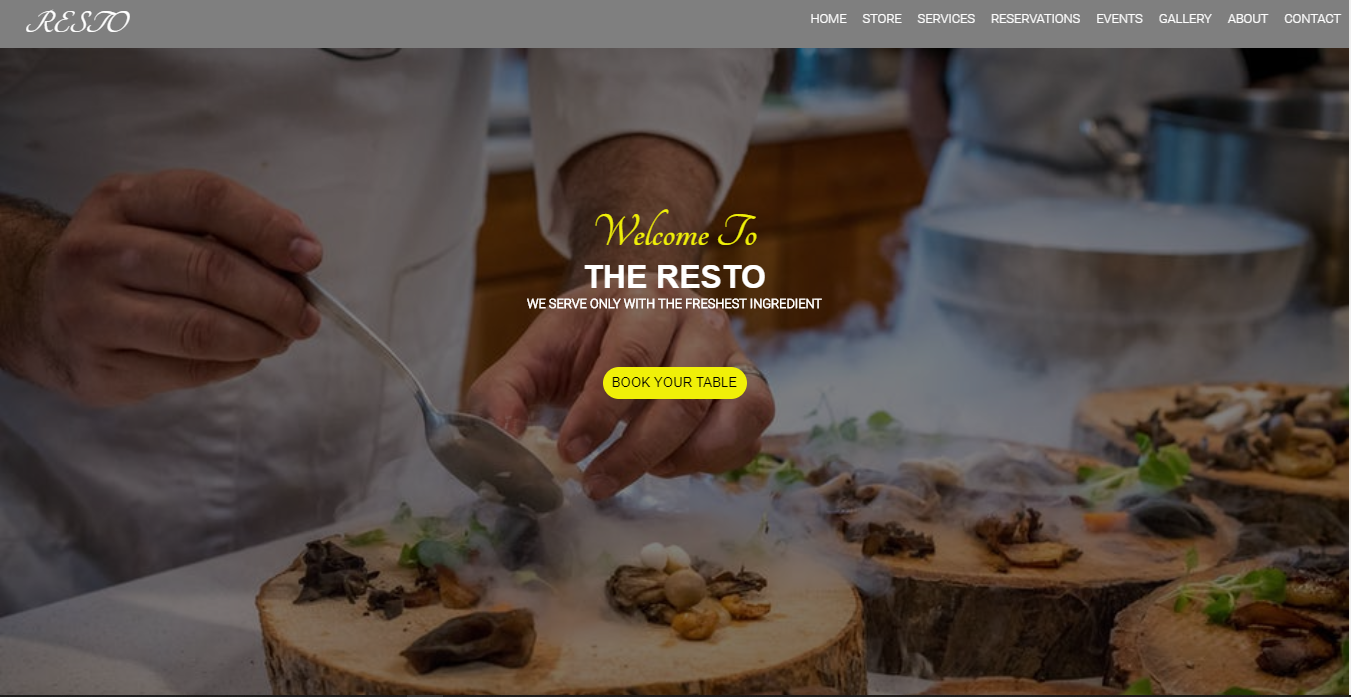 RESTO
HOME STORE SERVICES RESERVATIONS EVENTS GALLERY ABOUT CONTACT
Welcome To
THE RESTO
WE SERVE ONLY WITH THE FRESHEST INGREDIENT
BOOK YOUR TABLE